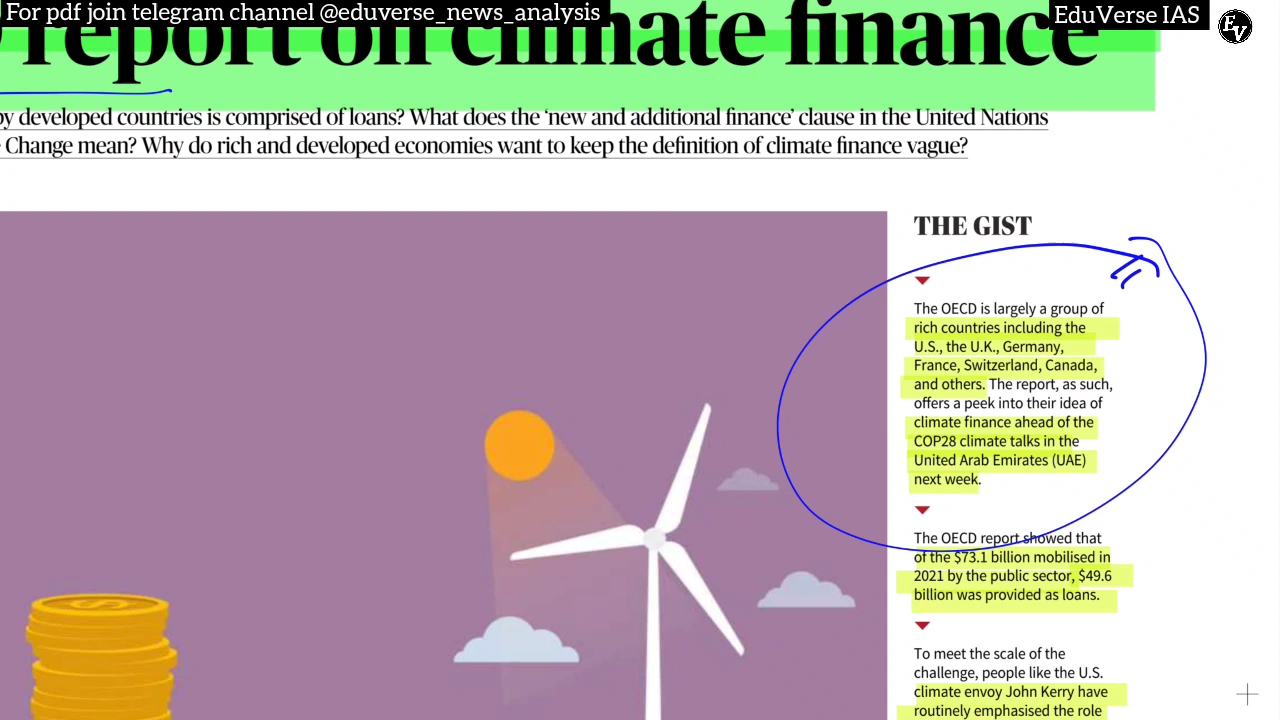 For pdf join telegram channel @eduverse_news_analysis
EduVerse IAS
EV
report on climate finance
by developed countries is comprised of loans? What does the ‘new and additional finance’ clause in the United Nations
Change mean? Why do rich and developed economies want to keep the definition of climate finance vague?
THE GIST
The OECD is largely a group of
rich countries including the
U.S., the U.K., Germany,
France, Switzerland, Canada,
and others. The report, as such,
offers a peek into their idea of
climate finance ahead of the
COP28 climate talks in the
United Arab Emirates (UAE)
next week.
The OECD report showed that
of the $73.1 billion mobilised in
2021 by the public sector, $49.6
billion was provided as loans.
To meet the scale of the
challenge, people like the U.S.
climate envoy John Kerry have
routinely emphasised the role